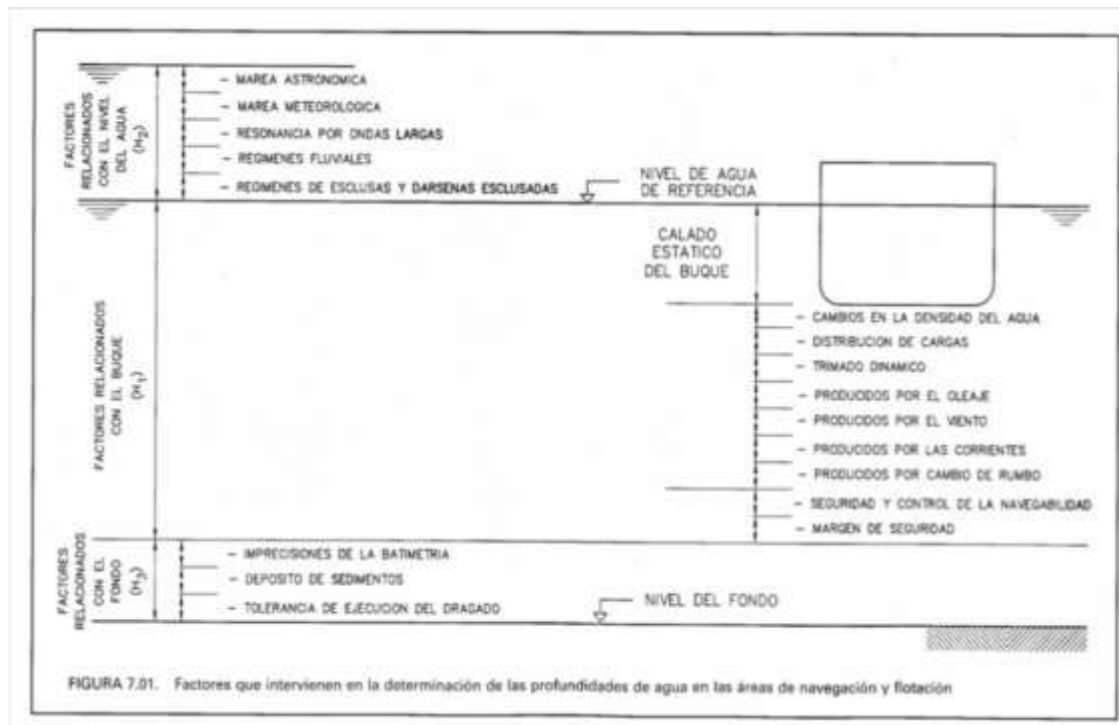 FACTORES
RELACIONADOS
CON EL NIVEL
DEL AGUA
(H2)
- MAREA ASTRONOMICA
- MAREA METEOROLOGICA
- RESONANCIA POR ONDAS LARGAS
- REGIMENES FLUVIALES
- REGIMENES DE ESCLUSAS Y DARSENAS ESCLUSADAS
NIVEL DE AGUA
DE REFERENCIA
CALADO
ESTATICO
DEL BUQUE
FACTORES RELACIONADOS
CON EL BUQUE
(H1)
- CAMBIOS EN LA DENSIDAD DEL AGUA
- DISTRIBUCION DE CARGAS
- TRIMADO DINAMICO
- PRODUCIDOS POR EL OLEAJE
- PRODUCIDOS POR EL VIENTO
- PRODUCIDOS POR LAS CORRIENTES
- PRODUCIDOS POR CAMBIO DE RUMBO
- SEGURIDAD Y CONTROL DE LA NAVEGABILIDAD
- MARGEN DE SEGURIDAD
FACTORES
RELACIONADOS
CON EL
FONDO
(H3)
- IMPRECISIONES DE LA BATIMETRIA
- DEPOSITO DE SEDIMENTOS
- TOLERANCIA DE EJECUCION DEL DRAGADO
NIVEL DEL FONDO
FIGURA 7.01. Factores que intervienen en la determinación de las profundidades de agua en las áreas de navegación y flotación